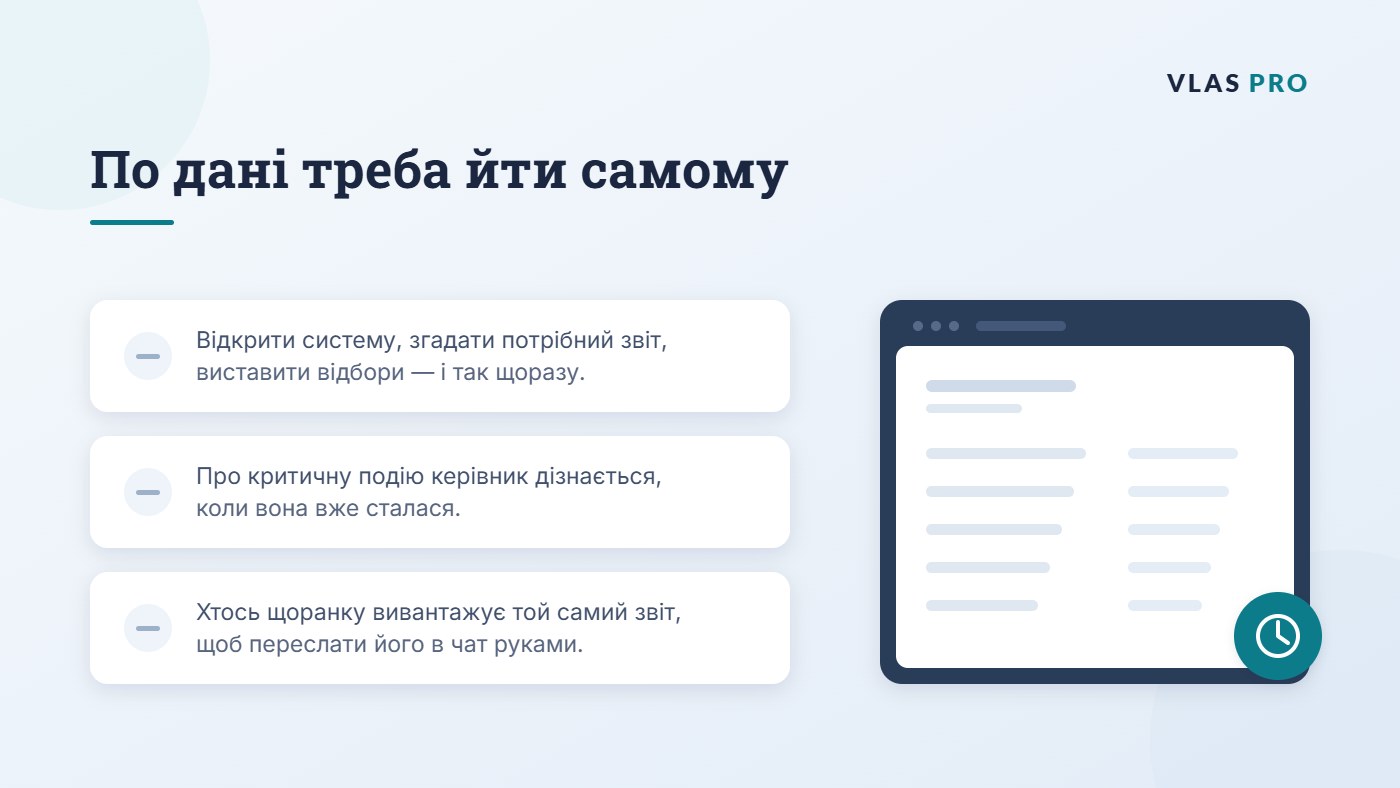 VLAS PRO
По дані треба йти самому
Відкрити систему, згадати потрібний звіт,
виставити відбори — і так щоразу.
Про критичну подію керівник дізнається,
коли вона вже сталася.
Хтось щоранку вивантажує той самий звіт,
щоб переслати його в чат руками.